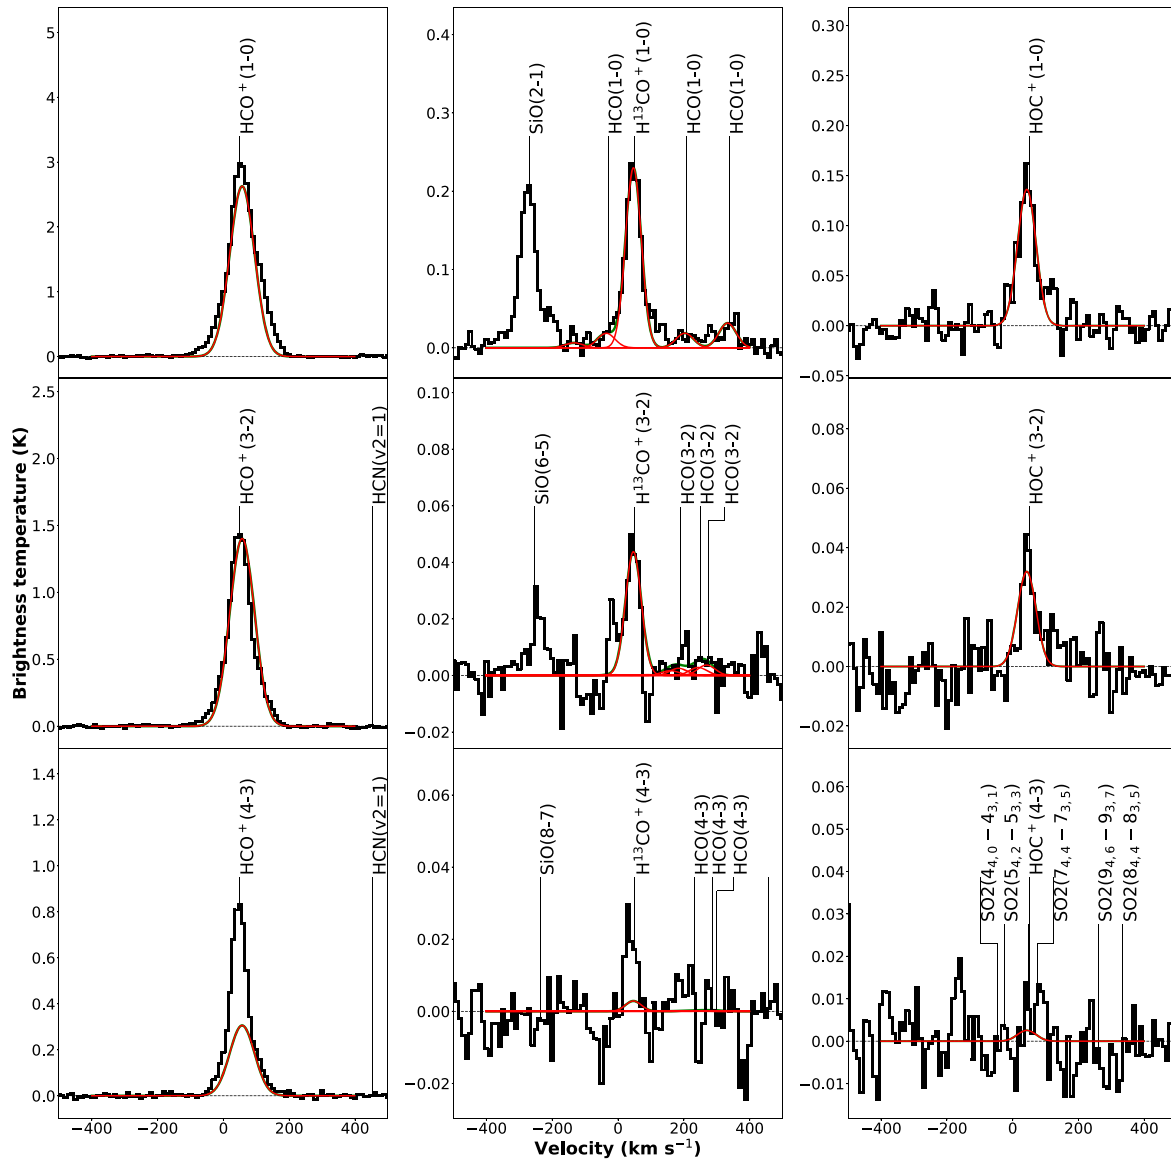 5
4
3
2
1
0
HCO⁺(1-0)
0.4
0.3
0.2
0.1
0.0
SiO(2-1)
HCO(1-0)
H¹³CO⁺(1-0)
HCO(1-0)
HCO(1-0)
0.30
0.25
0.20
0.15
0.10
0.05
0.00
−0.05
HOC⁺(1-0)
Brightness temperature (K)
2.5
2.0
1.5
1.0
0.5
0.0
HCO⁺(3-2)
HCN(v2=1)
0.10
0.08
0.06
0.04
0.02
0.00
−0.02
SiO(6-5)
H¹³CO⁺(3-2)
HCO(3-2)
HCO(3-2)
HCO(3-2)
0.08
0.06
0.04
0.02
0.00
−0.02
HOC⁺(3-2)
1.4
1.2
1.0
0.8
0.6
0.4
0.2
0.0
HCO⁺(4-3)
HCN(v2=1)
0.06
0.04
0.02
0.00
−0.02
SiO(8-7)
H¹³CO⁺(4-3)
HCO(4-3)
HCO(4-3)
HCO(4-3)
0.06
0.05
0.04
0.03
0.02
0.01
0.00
−0.01
SO2(4₄,₀ − 4₃,₁)
SO2(5₄,₂ − 5₃,₃)
HOC⁺(4-3)
SO2(7₄,₄ − 7₃,₅)
SO2(9₄,₆ − 9₃,₇)
SO2(8₄,₄ − 8₃,₅)
−400 −200 0 200 400
−400 −200 0 200 400
−400 −200 0 200 400
Velocity (km s⁻¹)